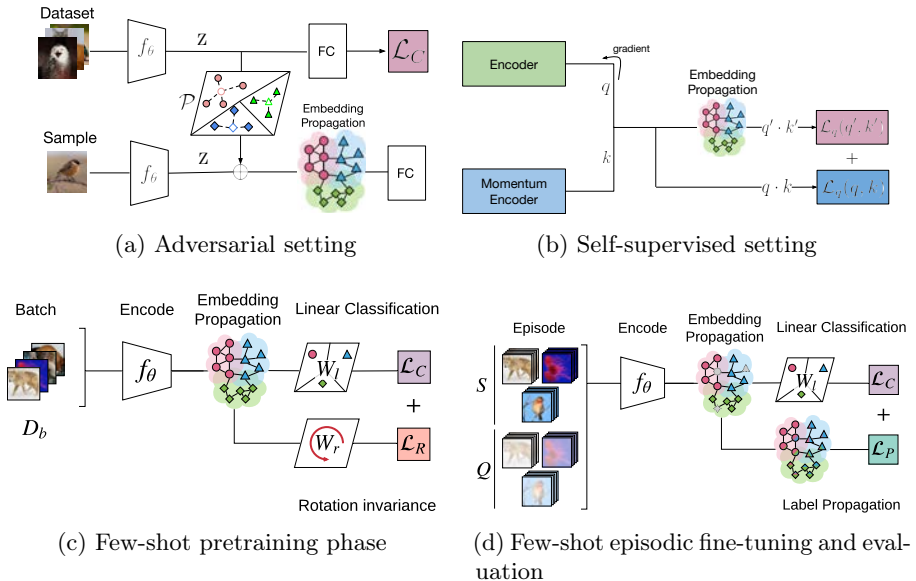 Dataset
f_θ
Z
FC
ℒ_C
𝒫
Embedding
Propagation
Sample
f_θ
Z
FC
(a) Adversarial setting
Encoder
gradient
q
Embedding
Propagation
q′ · k′
ℒ_q(q′, k′)
+
k
Momentum
Encoder
q · k
ℒ_q(q, k)
(b) Self-supervised setting
Batch
Encode
Embedding
Propagation
Linear Classification
f_θ
W_l
ℒ_C
+
D_b
W_r
ℒ_R
Rotation invariance
(c) Few-shot pretraining phase
Episode
Encode
Embedding
Propagation
Linear Classification
S
f_θ
W_l
ℒ_C
+
Q
ℒ_P
Label Propagation
(d) Few-shot episodic fine-tuning and eval-
uation